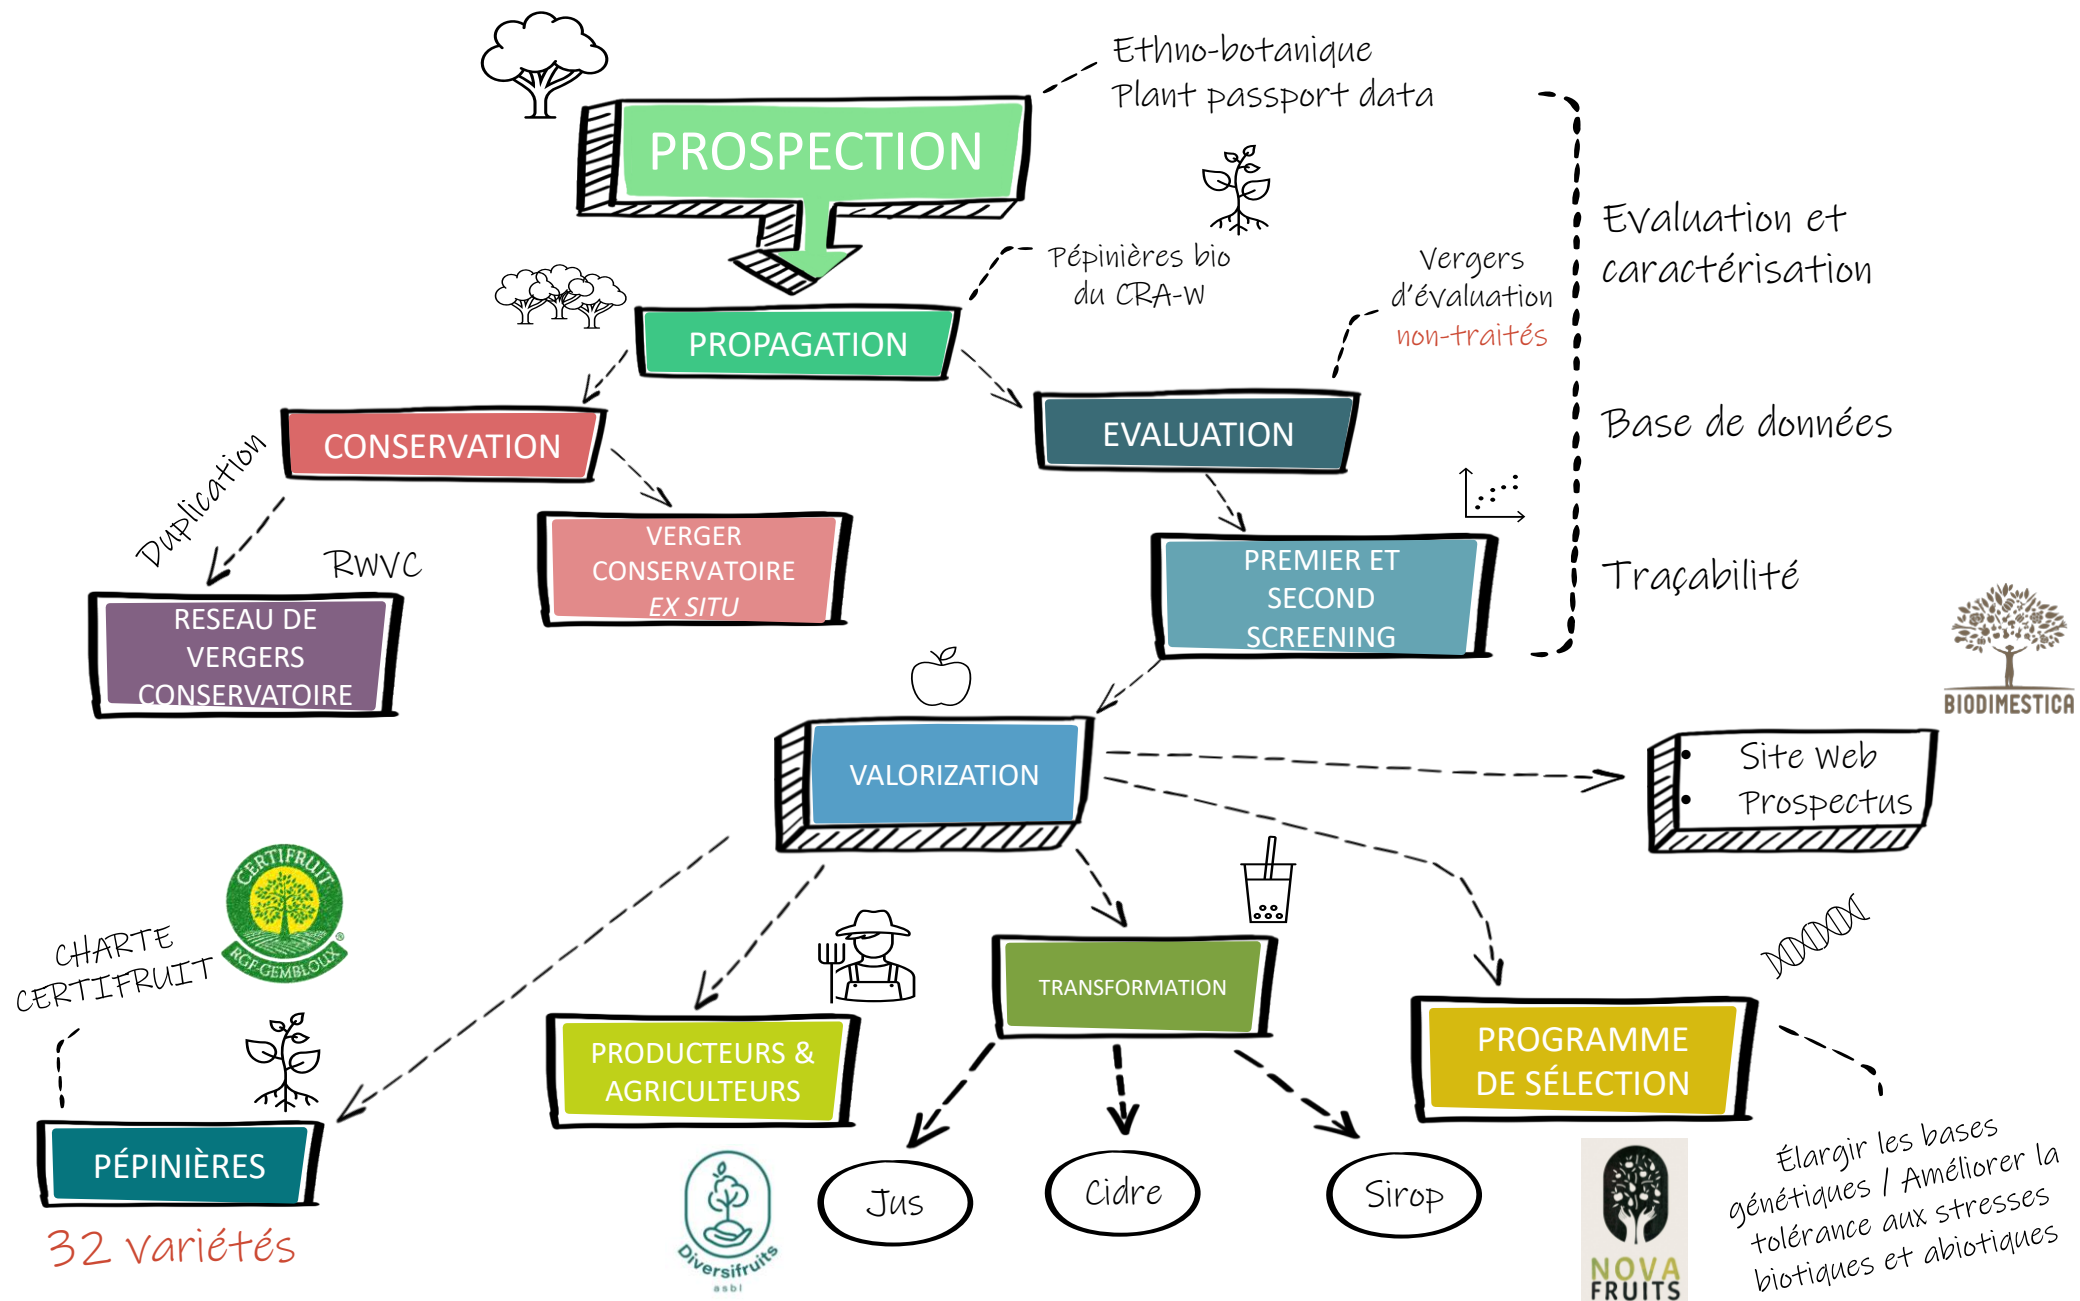 Ethno-botanique
Plant passport data
PROSPECTION
Evaluation et
caractérisation
Pépinières bio
du CRA-W
Vergers
d'évaluation
non-traités
PROPAGATION
CONSERVATION
EVALUATION
Base de données
Duplication
RWVC
VERGER
CONSERVATOIRE
EX SITU
PREMIER ET
SECOND
SCREENING
Traçabilité
RESEAU DE
VERGERS
CONSERVATOIRE
BIODIMESTICA
VALORIZATION
• Site Web
• Prospectus
CERTIFRUIT
RGF-GEMBLOUX
®
CHARTE
CERTIFRUIT
TRANSFORMATION
PRODUCTEURS &
AGRICULTEURS
PROGRAMME
DE SÉLECTION
PÉPINIÈRES
32 variétés
Diversifruits
asbl
Jus
Cidre
Sirop
NOVA
FRUITS
Élargir les bases
génétiques / Améliorer la
tolérance aux stresses
biotiques et abiotiques